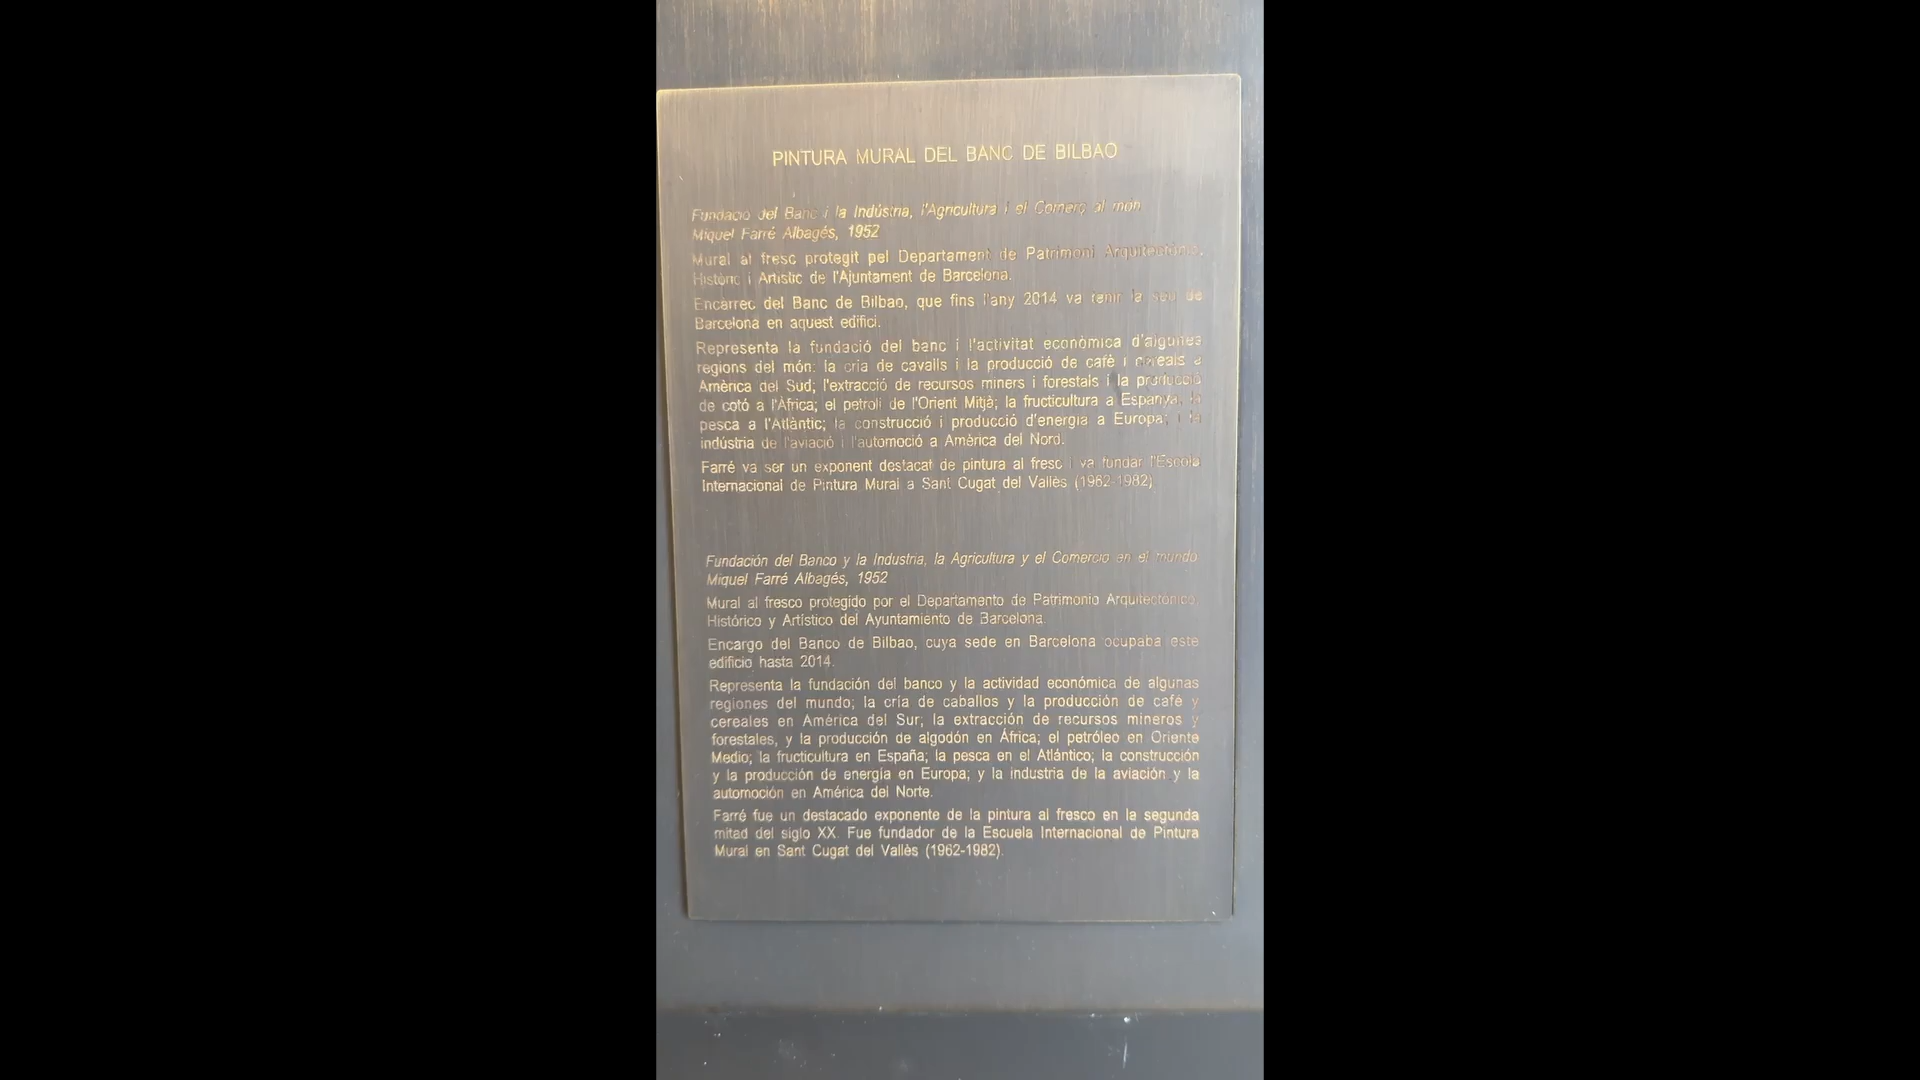 PINTURA MURAL DEL BANC DE BILBAO
Fundació del Banc i la Indústria, l'Agricultura i el Comerç al món
Miquel Farré Albagés, 1952
Mural al fresc protegit pel Departament de Patrimoni Arquitectònic,
Històric i Artístic de l'Ajuntament de Barcelona.
Encàrrec del Banc de Bilbao, que fins l'any 2014 va tenir la seu de
Barcelona en aquest edifici.
Representa la fundació del banc i l'activitat econòmica d'algunes
regions del món: la cria de cavalls i la producció de cafè i cereals a
Amèrica del Sud; l'extracció de recursos miners i forestals i la producció
de cotó a l'Àfrica; el petroli de l'Orient Mitjà; la fructicultura a Espanya, la
pesca a l'Atlàntic; la construcció i producció d'energia a Europa; i la
indústria de l'aviació i l'automoció a Amèrica del Nord.
Farré va ser un exponent destacat de pintura al fresc i va fundar l'Escola
Internacional de Pintura Mural a Sant Cugat del Vallès (1962-1982)
Fundación del Banco y la Industria, la Agricultura y el Comercio en el mundo
Miquel Farré Albagés, 1952
Mural al fresco protegido por el Departamento de Patrimonio Arquitectónico,
Histórico y Artístico del Ayuntamiento de Barcelona.
Encargo del Banco de Bilbao, cuya sede en Barcelona ocupaba este
edificio hasta 2014.
Representa la fundación del banco y la actividad económica de algunas
regiones del mundo; la cría de caballos y la producción de café y
cereales en América del Sur; la extracción de recursos mineros y
forestales, y la producción de algodón en África; el petróleo en Oriente
Medio; la fructicultura en España; la pesca en el Atlántico; la construcción
y la producción de energía en Europa; y la industria de la aviación y la
automoción en América del Norte.
Farré fue un destacado exponente de la pintura al fresco en la segunda
mitad del siglo XX. Fue fundador de la Escuela Internacional de Pintura
Mural en Sant Cugat del Vallès (1962-1982).